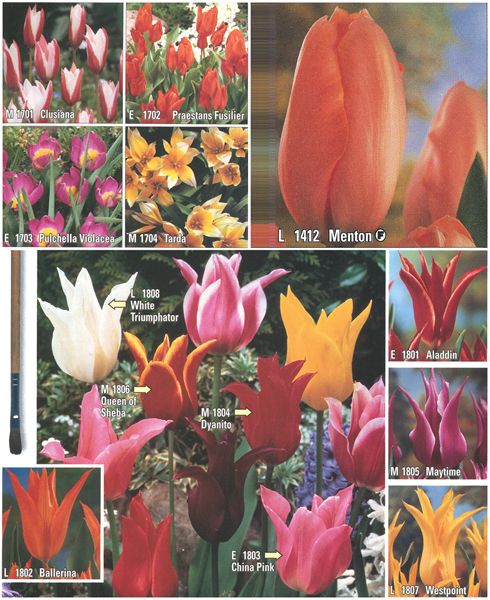 M 1701 Clusiana
E 1702 Praestans Fusilier
E 1703 Pulchella Violacea
M 1704 Tarda
L 1412 Menton
L 1808
White
Triumphator
M 1806
Queen of
Sheba
M 1804
Dyanito
E 1801 Aladdin
M 1805 Maytime
L 1802 Ballerina
E 1803
China Pink
L 1807 Westpoint